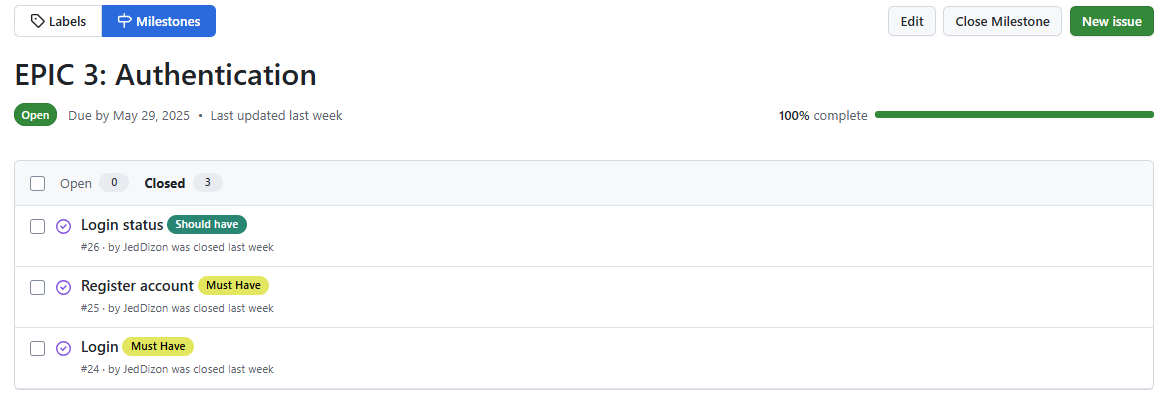 Labels Milestones Edit Close Milestone New issue
EPIC 3: Authentication
Open Due by May 29, 2025 • Last updated last week 100% complete
Open 0 Closed 3
Login status Should have
#26 · by JedDizon was closed last week
Register account Must Have
#25 · by JedDizon was closed last week
Login Must Have
#24 · by JedDizon was closed last week